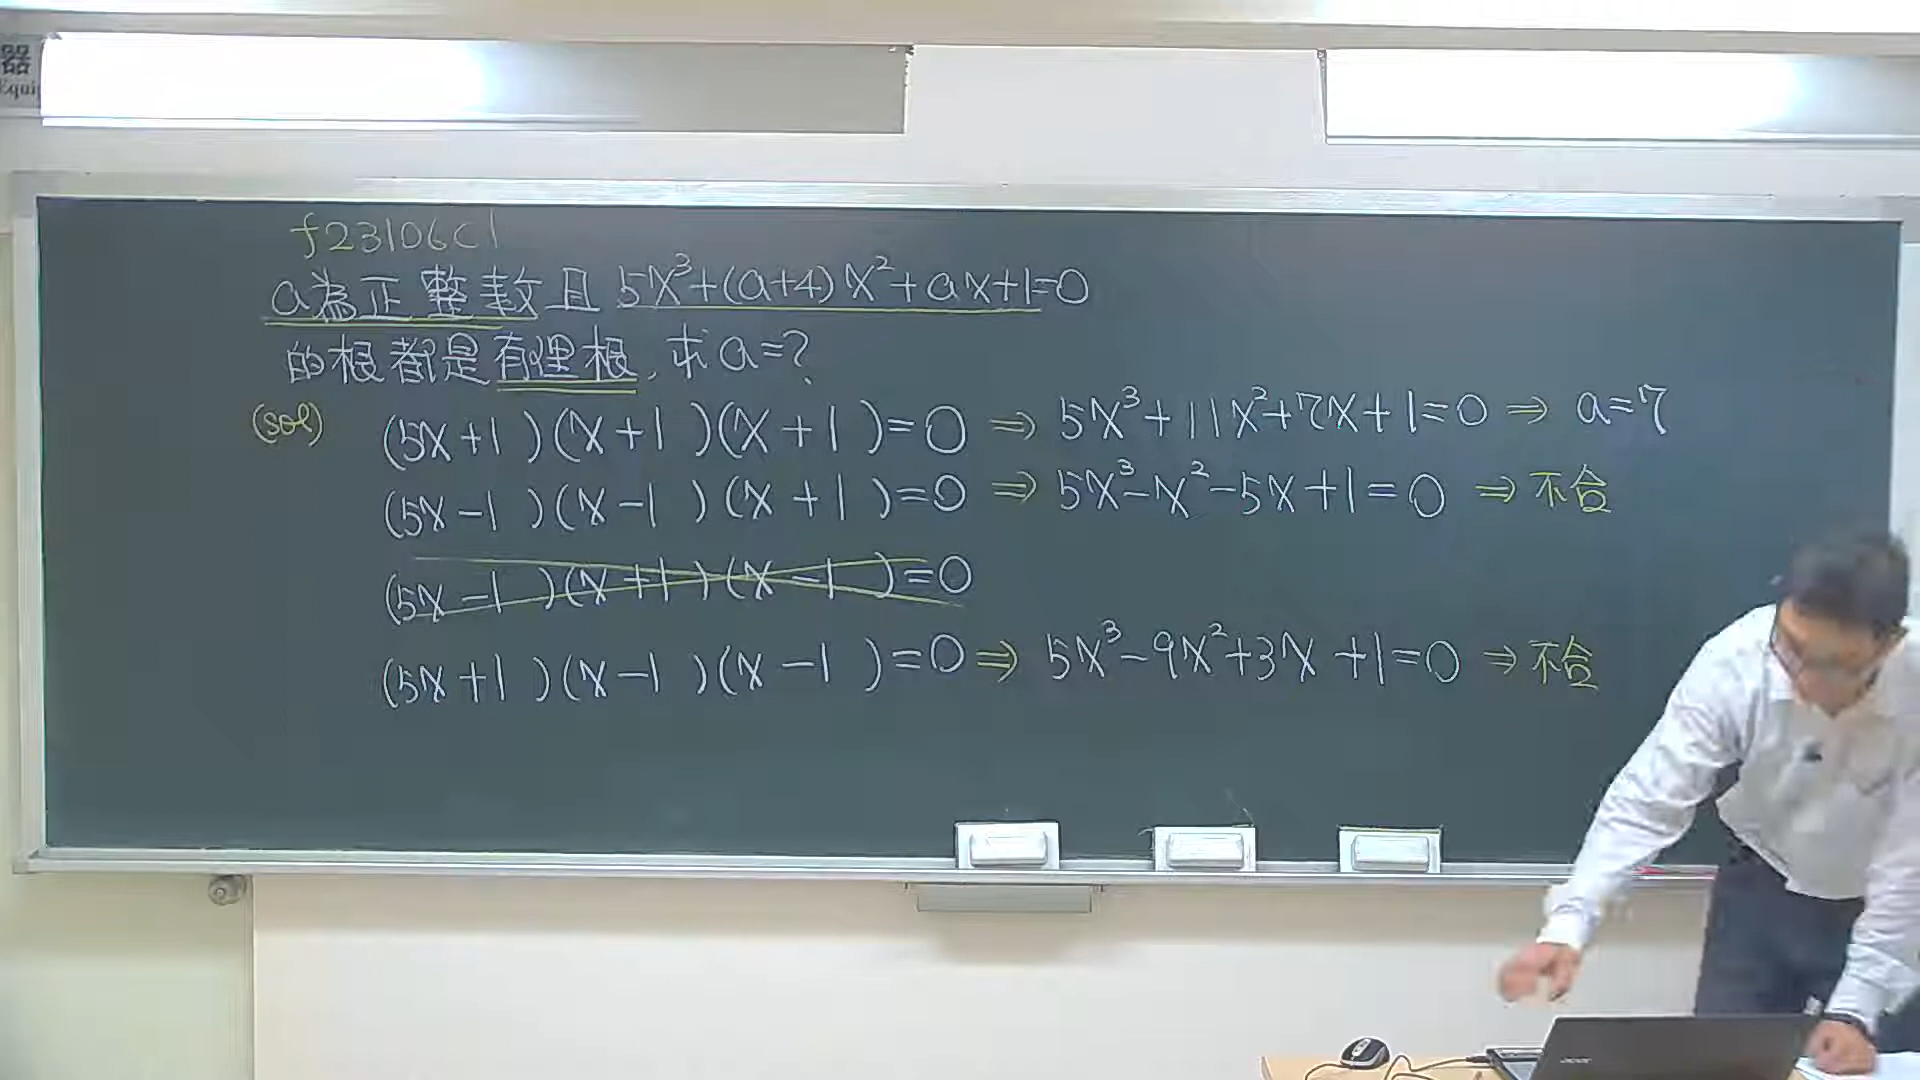 器
Equip
f23106c1
a為正整數且 5x³+(a+4)x²+ax+1=0
的根都是有理根，求a=?
(sol) (5x+1)(x+1)(x+1)=0 ⇒ 5x³+11x²+7x+1=0 ⇒ a=7
(5x-1)(x-1)(x+1)=0 ⇒ 5x³-x²-5x+1=0 ⇒ 不合
(5x-1)(x+1)(x-1)=0
(5x+1)(x-1)(x-1)=0 ⇒ 5x³-9x²+3x+1=0 ⇒ 不合
acer